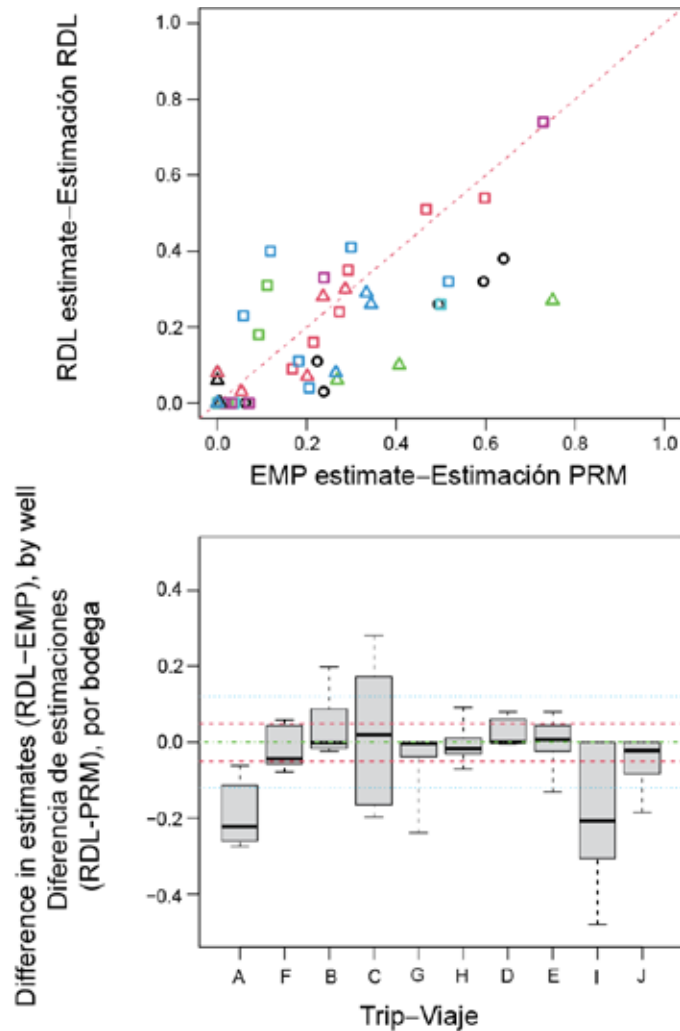 RDL estimate–Estimación RDL
1.0
0.8
0.6
0.4
0.2
0.0
0.0 0.2 0.4 0.6 0.8 1.0
EMP estimate–Estimación PRM
Difference in estimates (RDL–EMP), by well
Diferencia de estimaciones
(RDL-PRM), por bodega
0.4
0.2
0.0
−0.2
−0.4
A F B C G H D E I J
Trip–Viaje